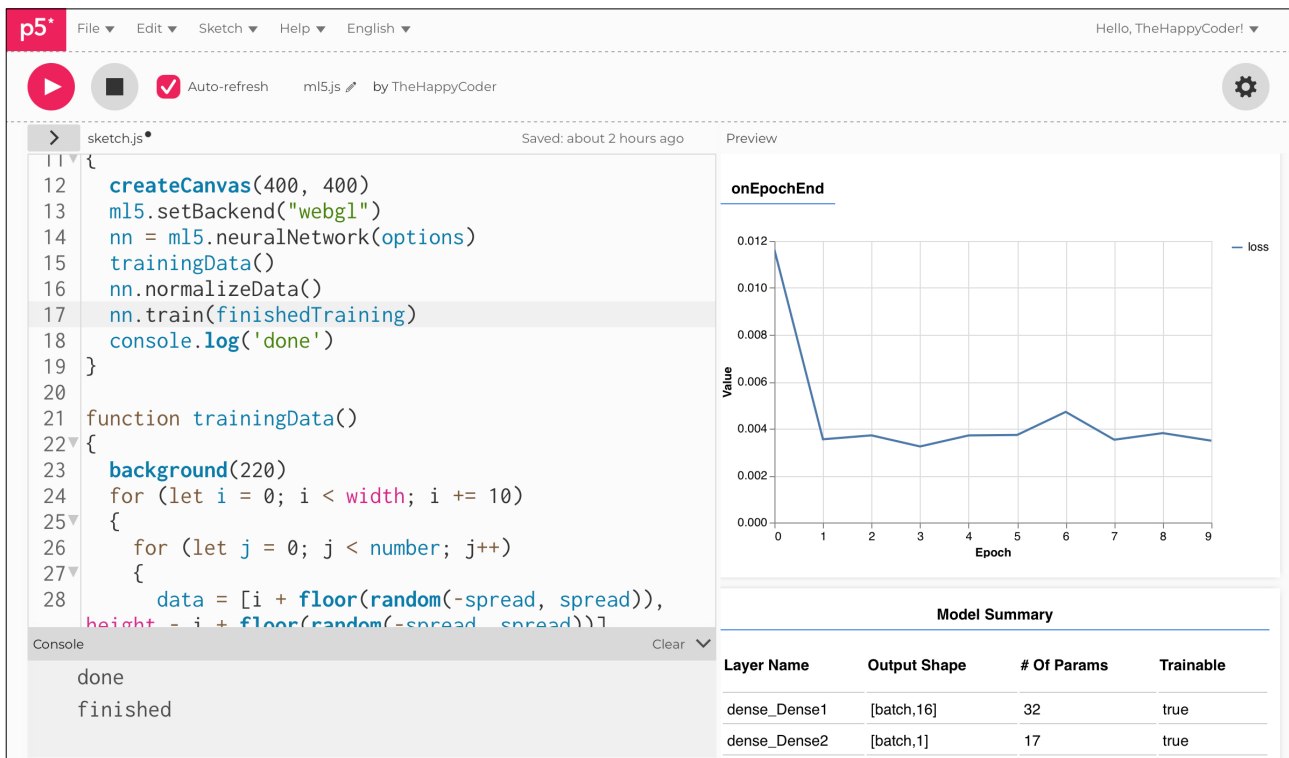 p5* File Edit Sketch Help English Hello, TheHappyCoder!
Auto-refresh ml5.js by TheHappyCoder
sketch.js Saved: about 2 hours ago
11 {
12 createCanvas(400, 400)
13 ml5.setBackend("webgl")
14 nn = ml5.neuralNetwork(options)
15 trainingData()
16 nn.normalizeData()
17 nn.train(finishedTraining)
18 console.log('done')
19 }
20
21 function trainingData()
22 {
23 background(220)
24 for (let i = 0; i < width; i += 10)
25 {
26 for (let j = 0; j < number; j++)
27 {
28 data = [i + floor(random(-spread, spread)),
height - i + floor(random(-spread, spread))]
Console Clear
done
finished
Preview
onEpochEnd
loss
Value
0.012
0.010
0.008
0.006
0.004
0.002
0.000
0 1 2 3 4 5 6 7 8 9
Epoch
Model Summary
Layer Name Output Shape # Of Params Trainable
dense_Dense1 [batch,16] 32 true
dense_Dense2 [batch,1] 17 true